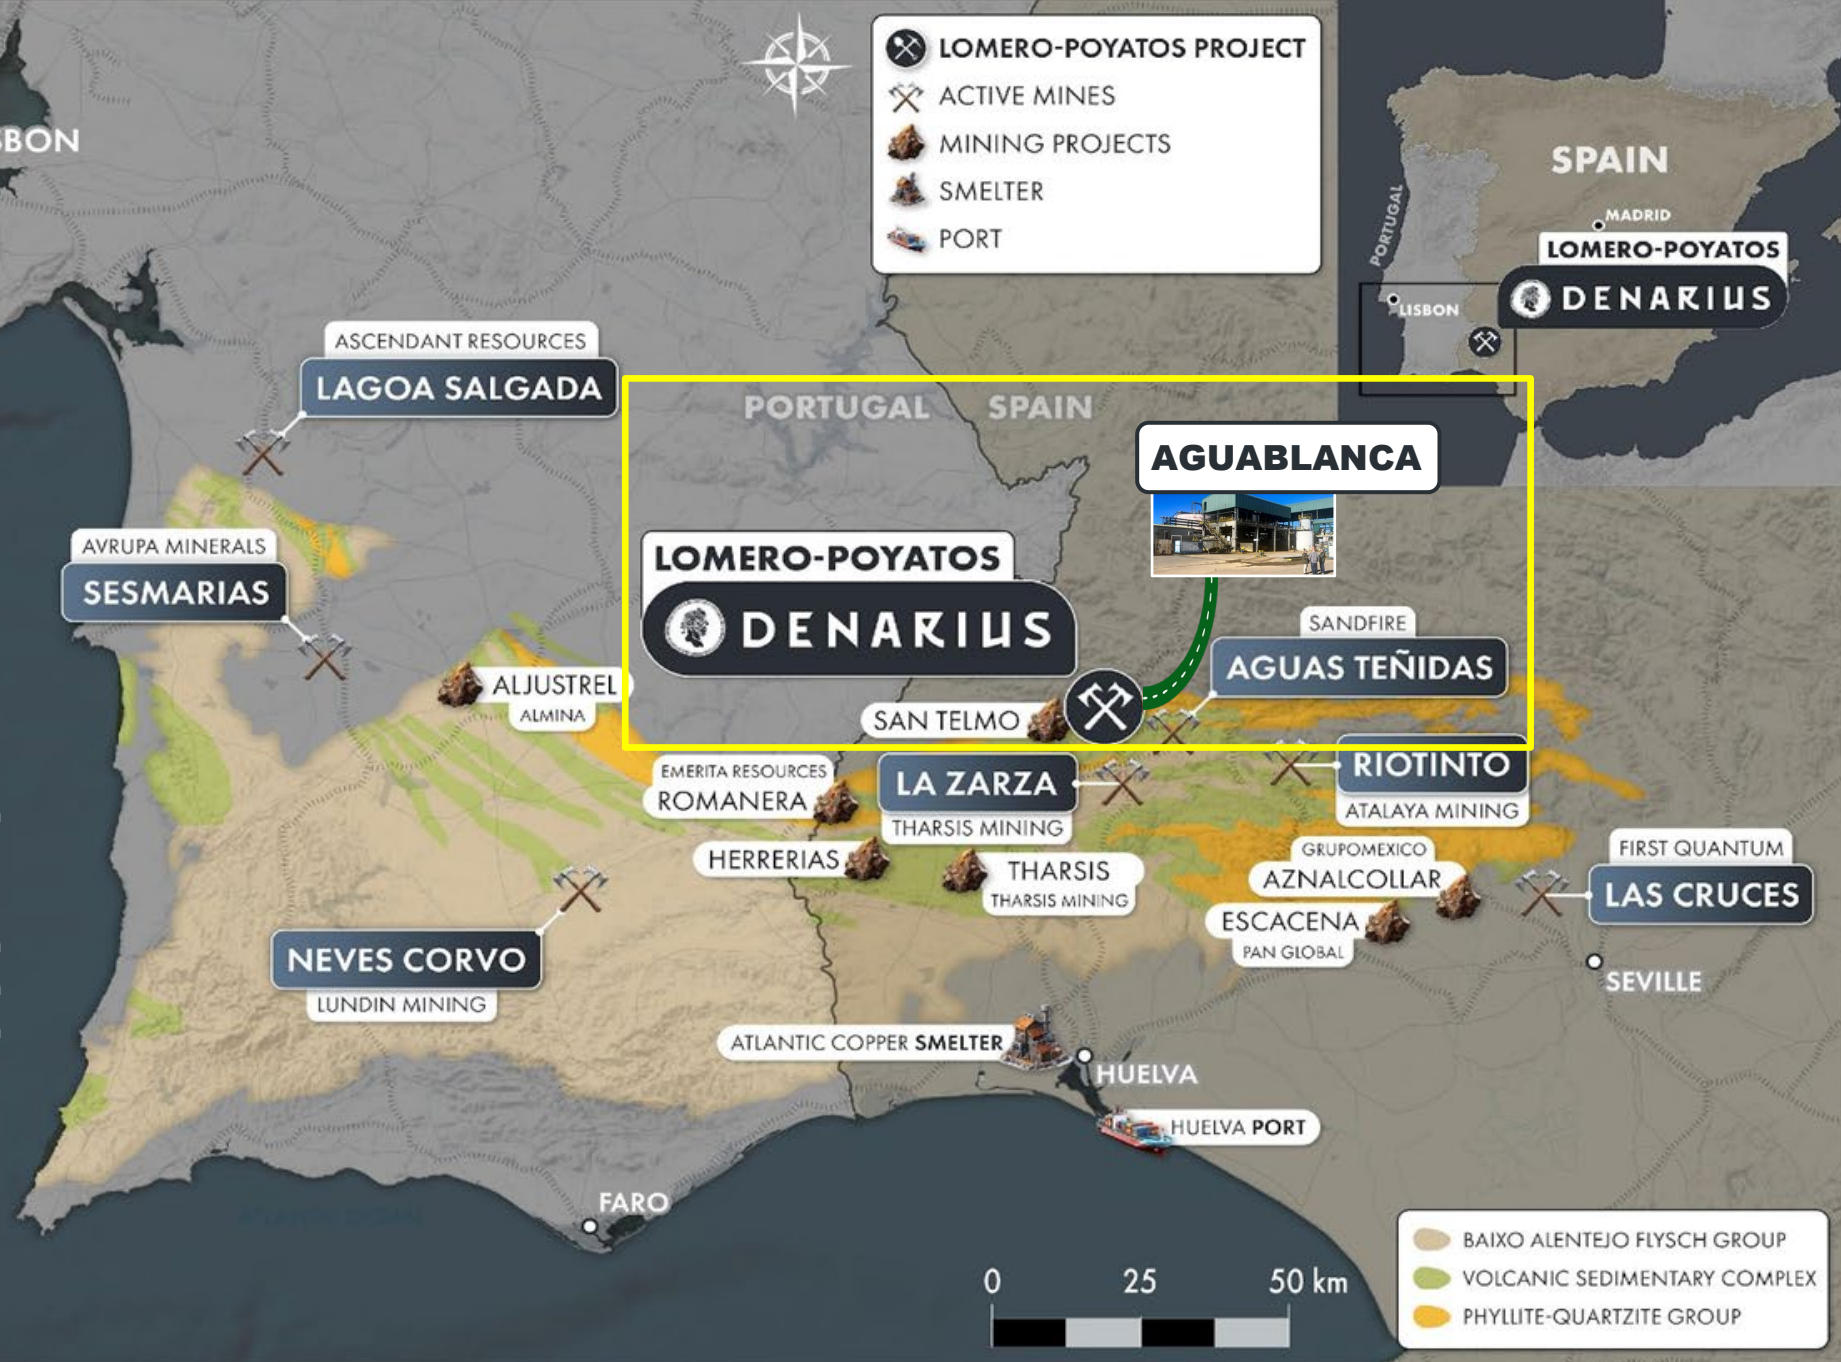 LOMERO-POYATOS PROJECT
ACTIVE MINES
MINING PROJECTS
SMELTER
PORT
SBON
SPAIN
PORTUGAL
MADRID
LOMERO-POYATOS
DENARIUS
LISBON
ASCENDANT RESOURCES
LAGOA SALGADA
PORTUGAL
SPAIN
AGUABLANCA
AVRUPA MINERALS
SESMARIAS
LOMERO-POYATOS
DENARIUS
SANDFIRE
AGUAS TEÑIDAS
ALJUSTREL
ALMINA
SAN TELMO
EMERITA RESOURCES
ROMANERA
LA ZARZA
THARSIS MINING
RIOTINTO
ATALAYA MINING
HERRERIAS
THARSIS
THARSIS MINING
GRUPOMEXICO
AZNALCOLLAR
FIRST QUANTUM
LAS CRUCES
ESCACENA
PAN GLOBAL
NEVES CORVO
LUNDIN MINING
SEVILLE
ATLANTIC COPPER SMELTER
HUELVA
HUELVA PORT
FARO
ATLANTIC OCEAN
0 25 50 km
BAIXO ALENTEJO FLYSCH GROUP
VOLCANIC SEDIMENTARY COMPLEX
PHYLLITE-QUARTZITE GROUP